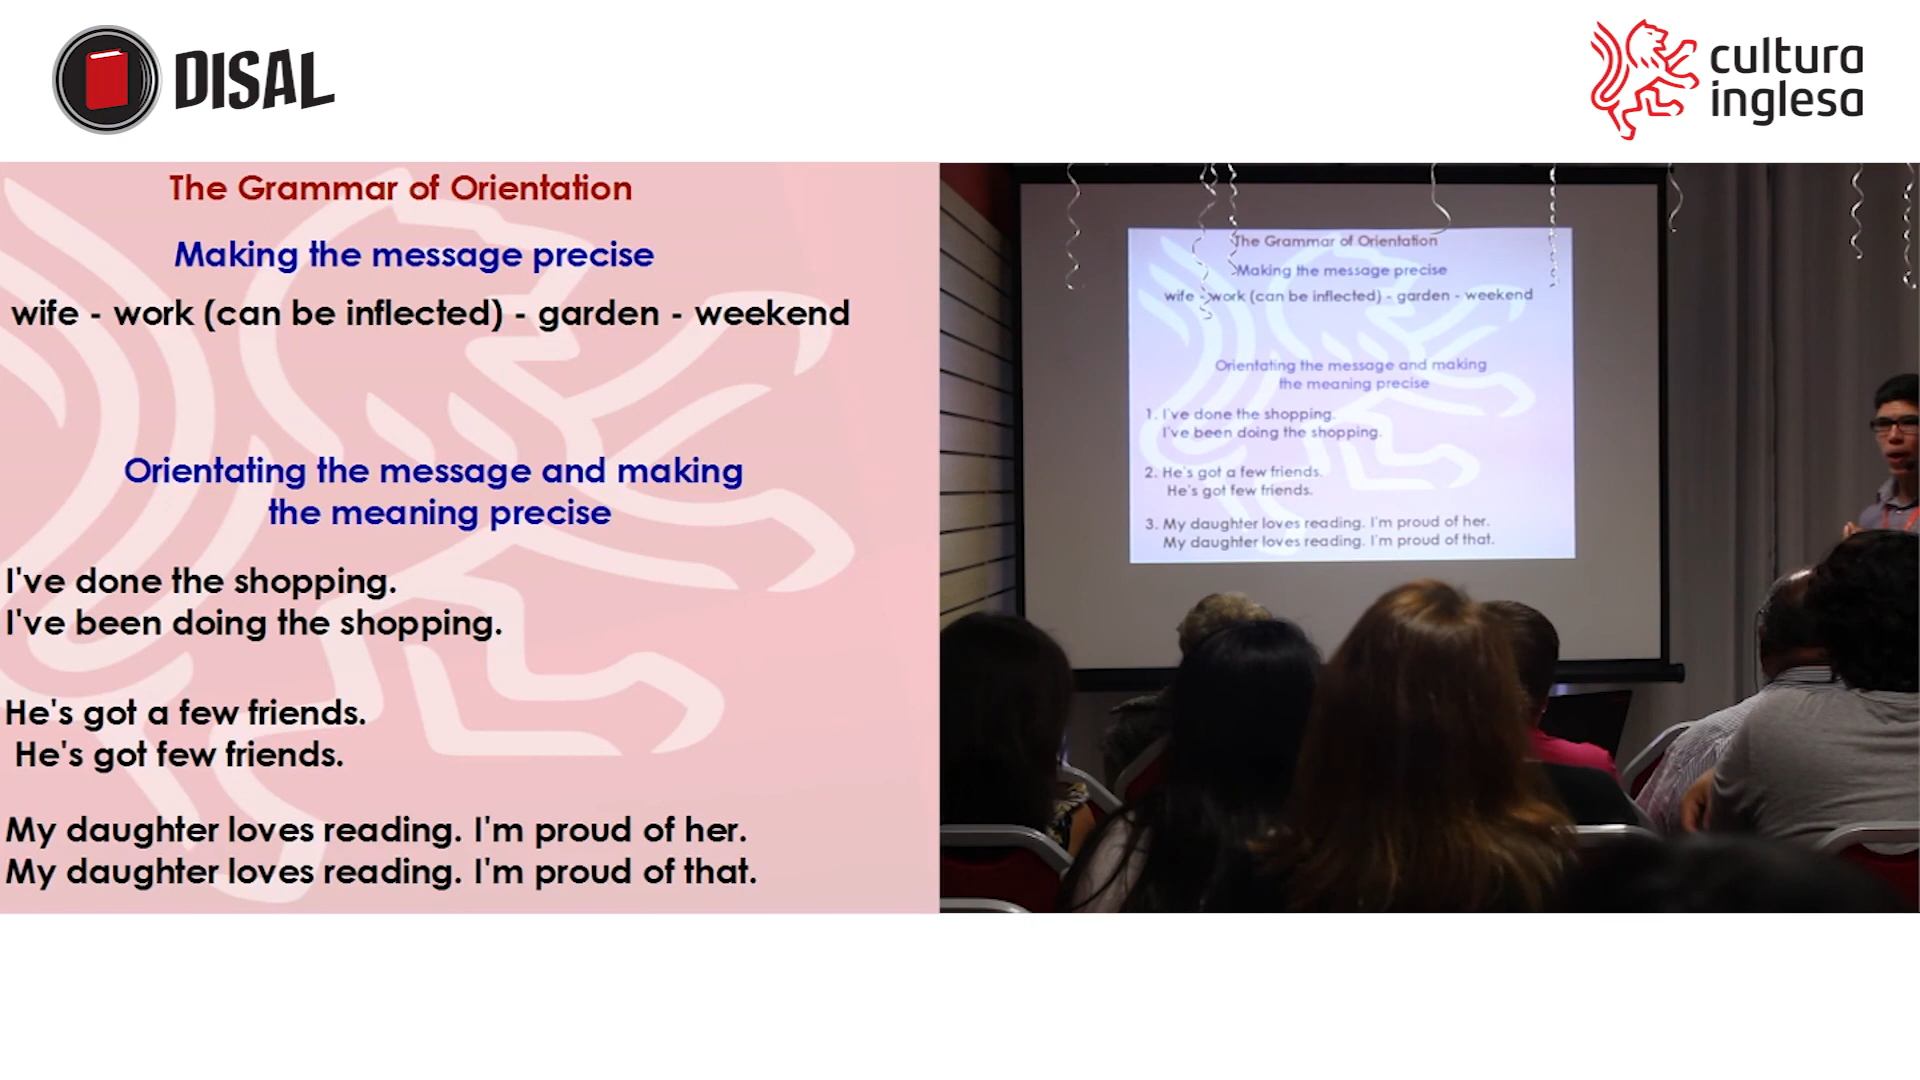 DISAL
cultura
inglesa
The Grammar of Orientation
Making the message precise
wife - work (can be inflected) - garden - weekend
Orientating the message and making
the meaning precise
I've done the shopping.
I've been doing the shopping.
He's got a few friends.
He's got few friends.
My daughter loves reading. I'm proud of her.
My daughter loves reading. I'm proud of that.
The Grammar of Orientation
Making the message precise
wife - work (can be inflected) - garden - weekend
Orientating the message and making
the meaning precise
1. I've done the shopping.
I've been doing the shopping.
2. He's got a few friends.
He's got few friends.
3. My daughter loves reading. I'm proud of her.
My daughter loves reading. I'm proud of that.